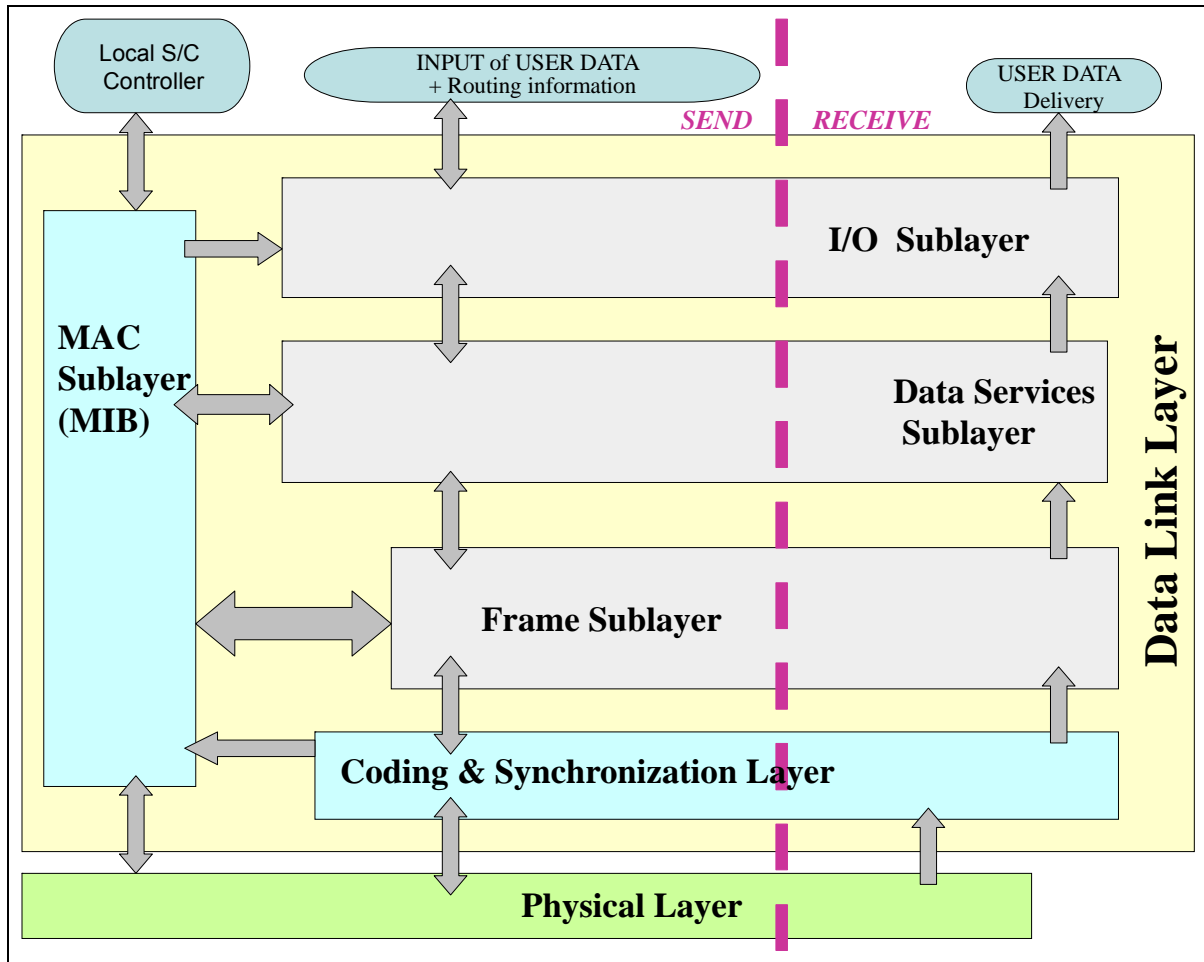 Local S/C
Controller
INPUT of USER DATA
+ Routing information
USER DATA
Delivery
SEND
RECEIVE
I/O Sublayer
MAC
Sublayer
(MIB)
Data Services
Sublayer
Data Link Layer
Frame Sublayer
Coding & Synchronization Layer
Physical Layer